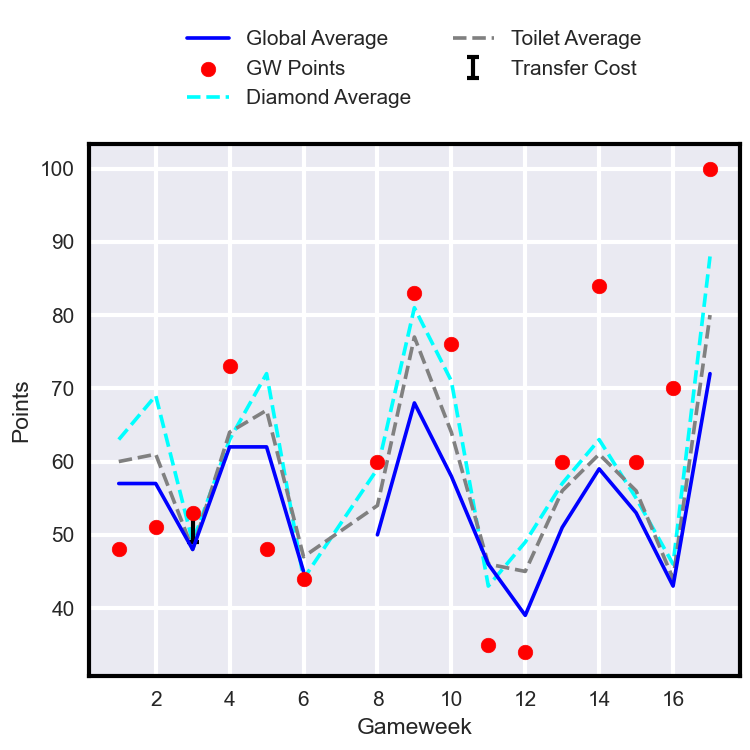 Global Average
GW Points
Diamond Average
Toilet Average
Transfer Cost
100
90
80
70
60
50
40
Points
2 4 6 8 10 12 14 16
Gameweek